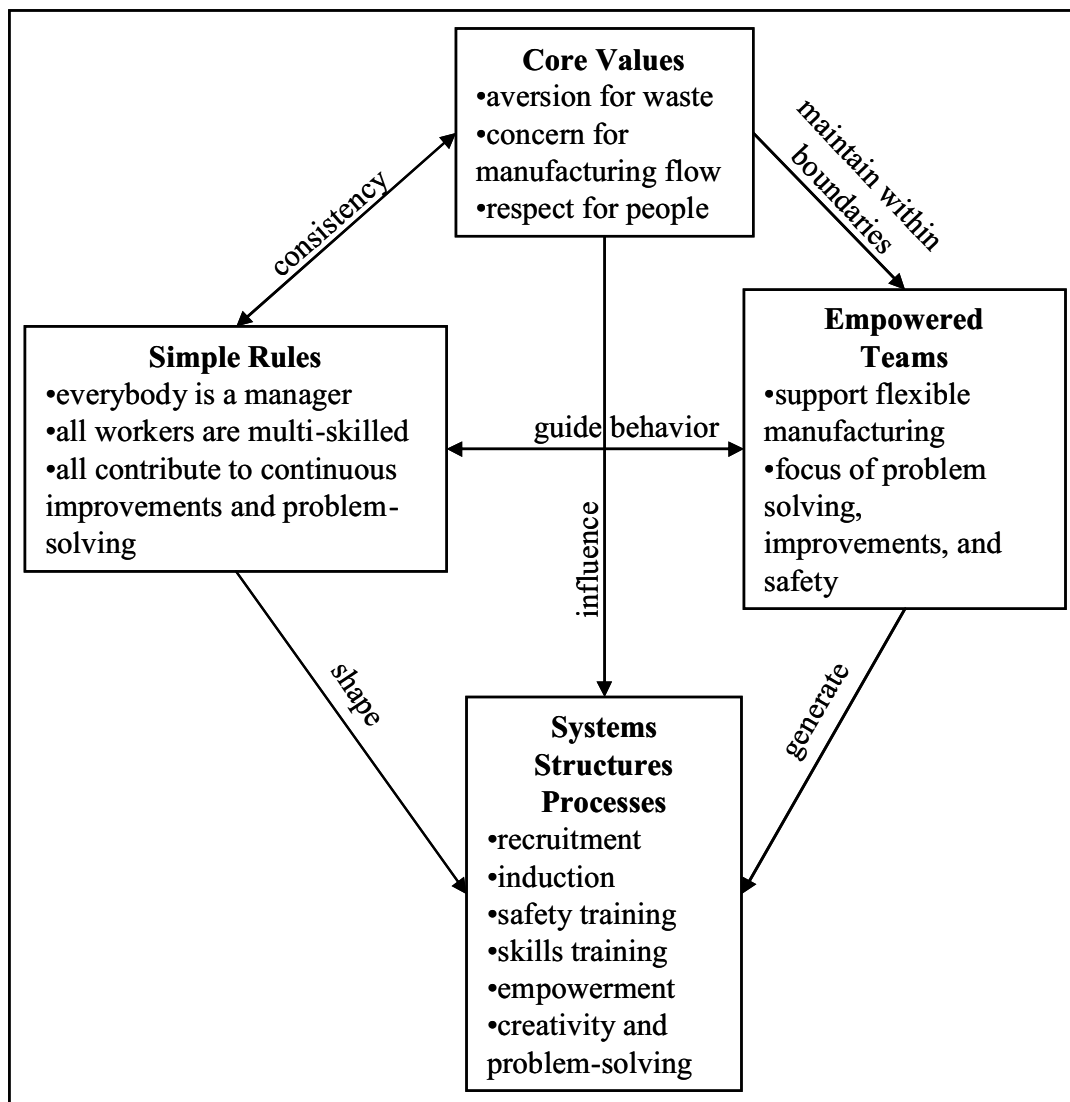 Core Values
•aversion for waste
•concern for
manufacturing flow
•respect for people
consistency
maintain within
boundaries
Simple Rules
•everybody is a manager
•all workers are multi-skilled
•all contribute to continuous
improvements and problem-
solving
guide behavior
Empowered
Teams
•support flexible
manufacturing
•focus of problem
solving,
improvements, and
safety
influence
shape
generate
Systems
Structures
Processes
•recruitment
•induction
•safety training
•skills training
•empowerment
•creativity and
problem-solving